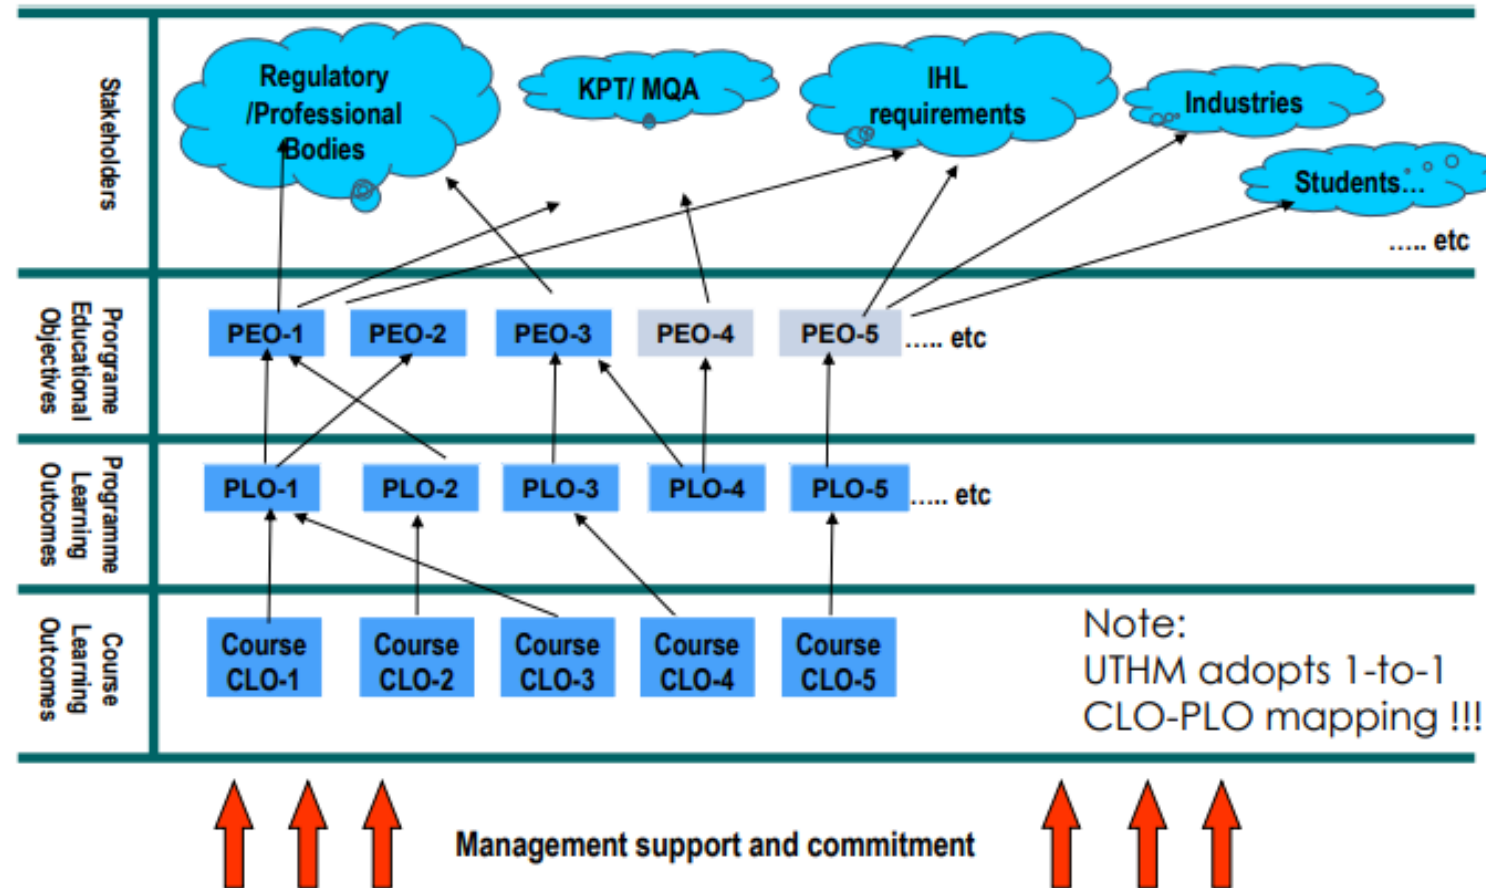 Stakeholders
Regulatory
/Professional
Bodies
KPT/ MQA
IHL
requirements
Industries
Students…
….. etc
Prorgrame
Educational
Objectives
PEO-1
PEO-2
PEO-3
PEO-4
PEO-5
….. etc
Programme
Learning
Outcomes
PLO-1
PLO-2
PLO-3
PLO-4
PLO-5
….. etc
Course
Learning
Outcomes
Course
CLO-1
Course
CLO-2
Course
CLO-3
Course
CLO-4
Course
CLO-5
Note:
UTHM adopts 1-to-1
CLO-PLO mapping !!!
Management support and commitment